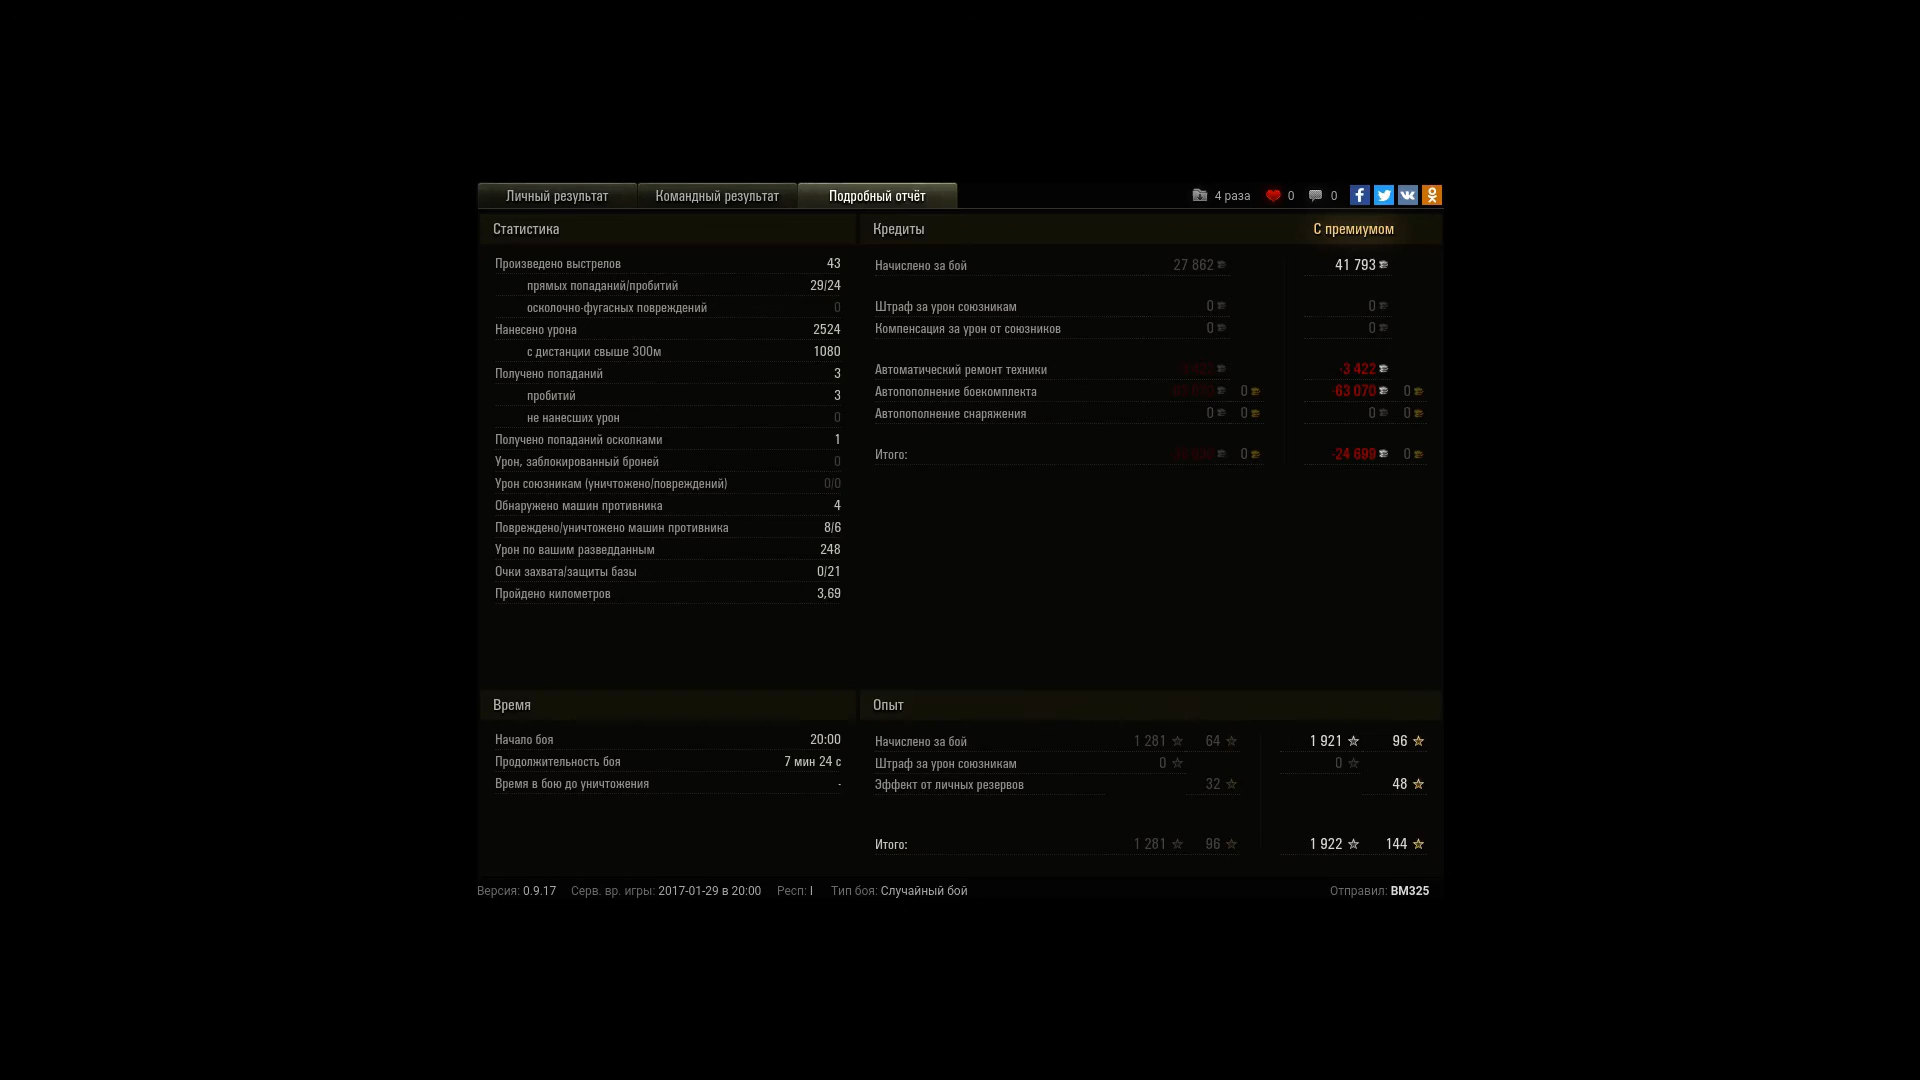 Личный результат Командный результат Подробный отчёт 4 раза 0 0
Статистика
Произведено выстрелов 43
прямых попаданий/пробитий 29/24
осколочно-фугасных повреждений 0
Нанесено урона 2524
с дистанции свыше 300м 1080
Получено попаданий 3
пробитий 3
не нанесших урон 0
Получено попаданий осколками 1
Урон, заблокированный броней 0
Урон союзникам (уничтожено/повреждений) 0/0
Обнаружено машин противника 4
Повреждено/уничтожено машин противника 8/6
Урон по вашим разведданным 248
Очки захвата/защиты базы 0/21
Пройдено километров 3,69
Кредиты С премиумом
Начислено за бой 27 862 41 793
Штраф за урон союзникам 0 0
Компенсация за урон от союзников 0 0
Автоматический ремонт техники -3 422
Автопополнение боекомплекта 0 -63 070 0
Автопополнение снаряжения 0 0 0 0
Итого: 0 -24 699 0
Время
Начало боя 20:00
Продолжительность боя 7 мин 24 с
Время в бою до уничтожения -
Опыт
Начислено за бой 1 281 64 1 921 96
Штраф за урон союзникам 0 0
Эффект от личных резервов 32 48
Итого: 1 281 96 1 922 144
Версия: 0.9.17 Серв. вр. игры: 2017-01-29 в 20:00 Респ: I Тип боя: Случайный бой Отправил: BM325